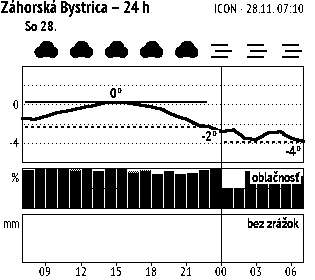 Záhorská Bystrica – 24 h
ICON - 28.11. 07:10
So 28.
0
0°
-2°
-4
-4°
%
oblačnosť
mm
bez zrážok
09 12 15 18 21 00 03 06